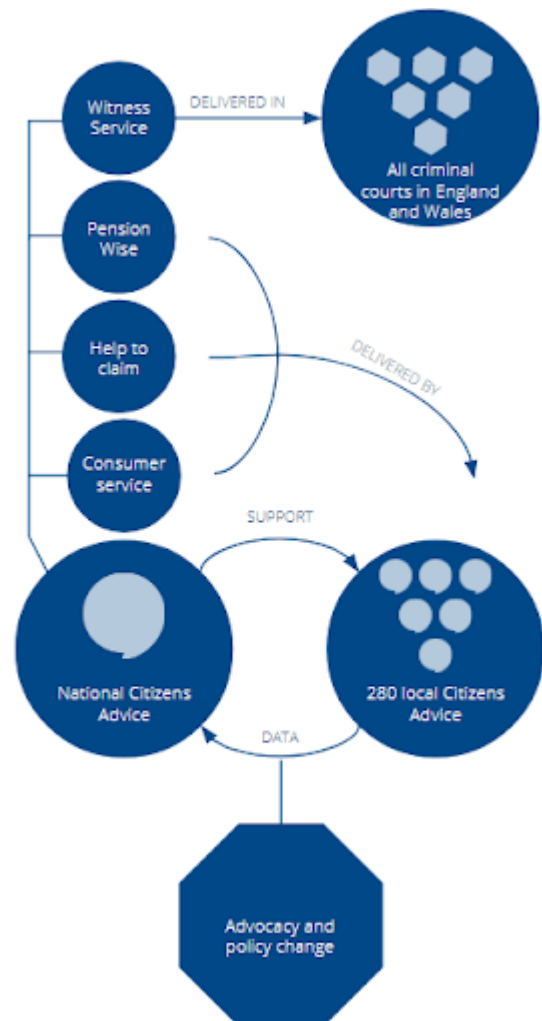 Witness
Service
DELIVERED IN
All criminal
courts in England
and Wales
Pension
Wise
Help to
claim
DELIVERED BY
Consumer
service
SUPPORT
National Citizens
Advice
280 local Citizens
Advice
DATA
Advocacy and
policy change